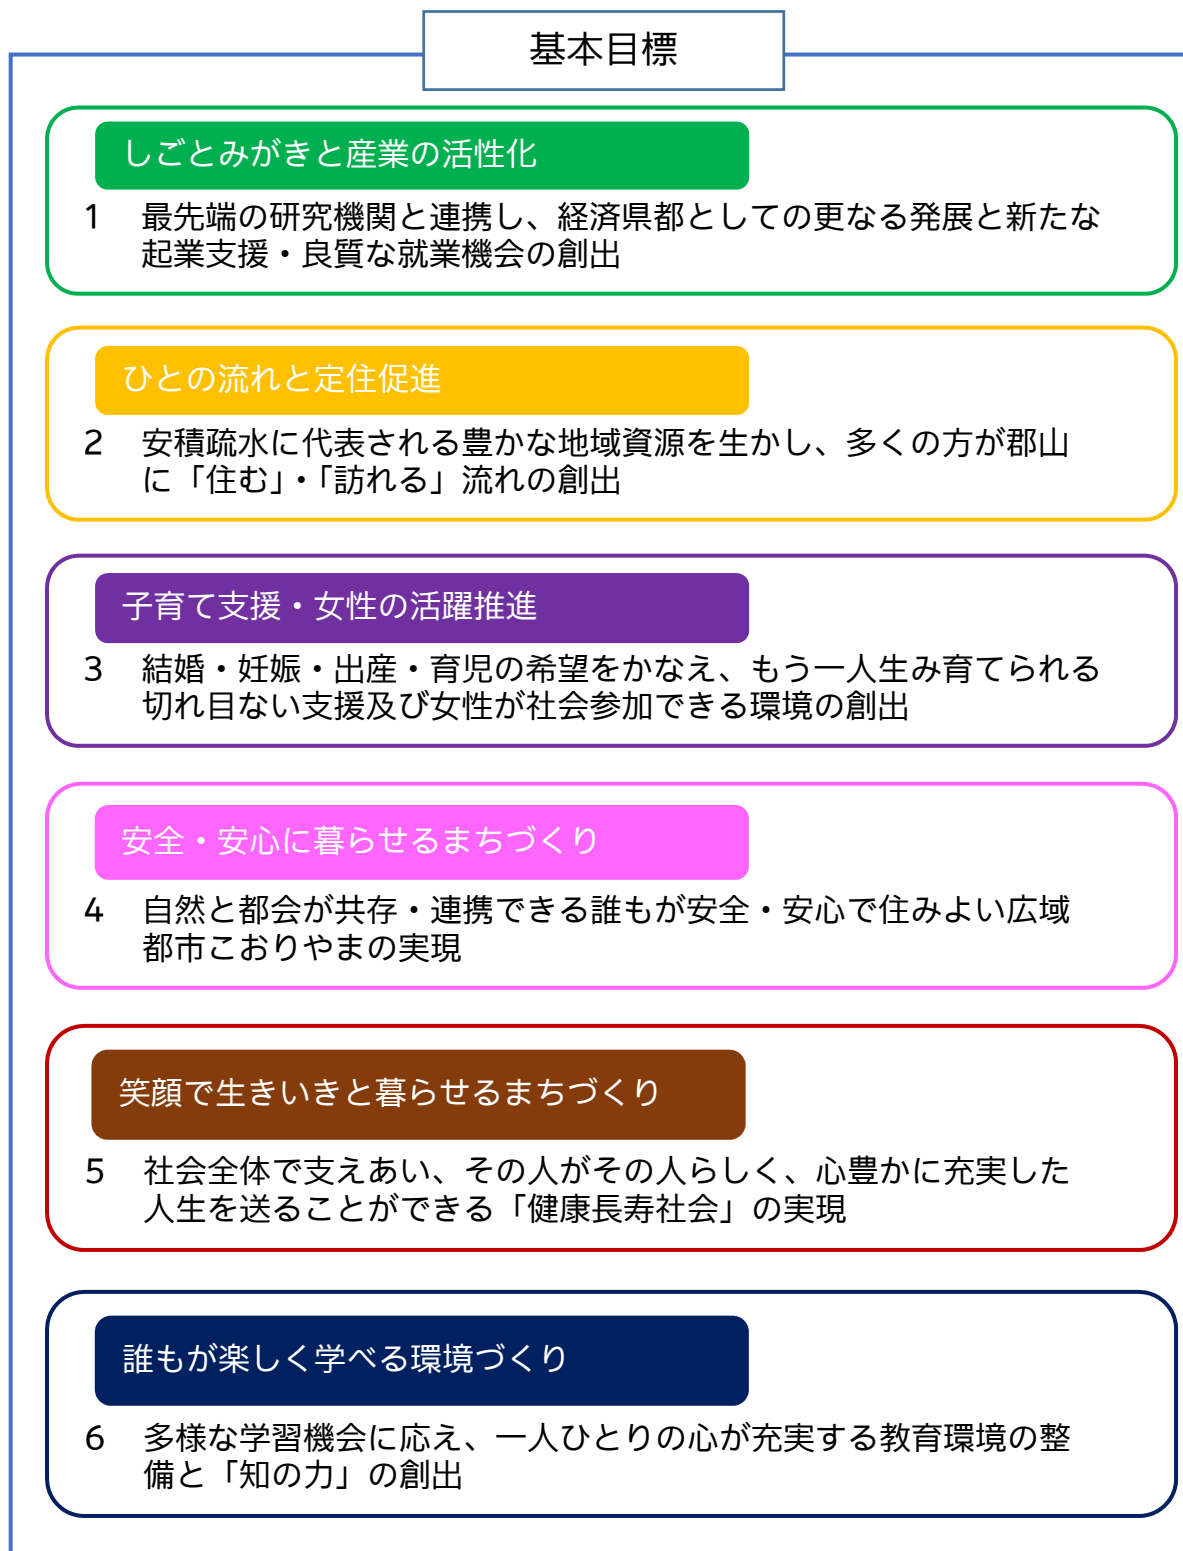 基本目標
しごとみがきと産業の活性化
1 最先端の研究機関と連携し、経済県都としての更なる発展と新たな
起業支援・良質な就業機会の創出
ひとの流れと定住促進
2 安積疏水に代表される豊かな地域資源を生かし、多くの方が郡山
に「住む」・「訪れる」流れの創出
子育て支援・女性の活躍推進
3 結婚・妊娠・出産・育児の希望をかなえ、もう一人生み育てられる
切れ目ない支援及び女性が社会参加できる環境の創出
安全・安心に暮らせるまちづくり
4 自然と都会が共存・連携できる誰もが安全・安心で住みよい広域
都市こおりやまの実現
笑顔で生きいきと暮らせるまちづくり
5 社会全体で支えあい、その人がその人らしく、心豊かに充実した
人生を送ることができる「健康長寿社会」の実現
誰もが楽しく学べる環境づくり
6 多様な学習機会に応え、一人ひとりの心が充実する教育環境の整
備と「知の力」の創出